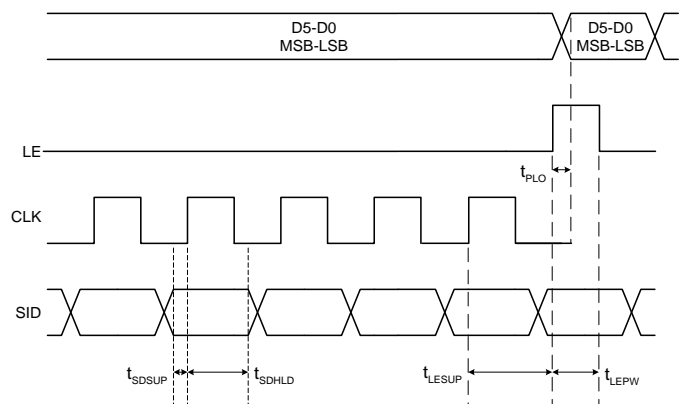 D5-D0
MSB-LSB
D5-D0
MSB-LSB
LE
tPLO
CLK
SID
tSDSUP
tSDHLD
tLESUP
tLEPW